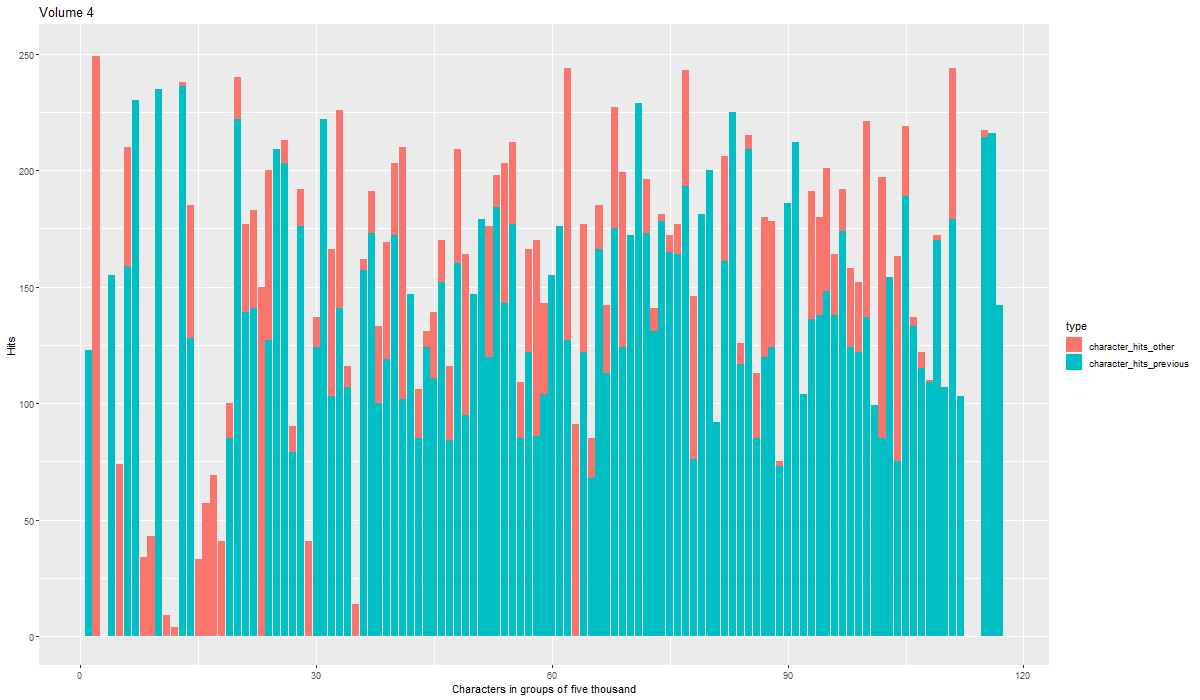 Volume 4
250
200
150
100
50
0
Hits
0 30 60 90 120
Characters in groups of five thousand
type
character_hits_other
character_hits_previous